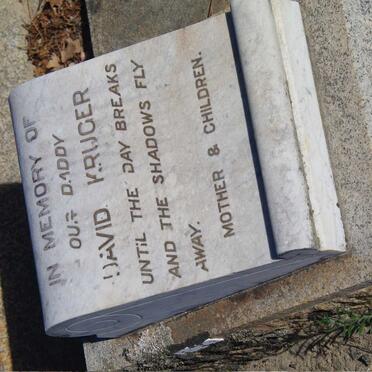 IN MEMORY OF
OUR DADDY
DAVID KRUGER
UNTIL THE DAY BREAKS
AND THE SHADOWS FLY
AWAY.
MOTHER & CHILDREN.